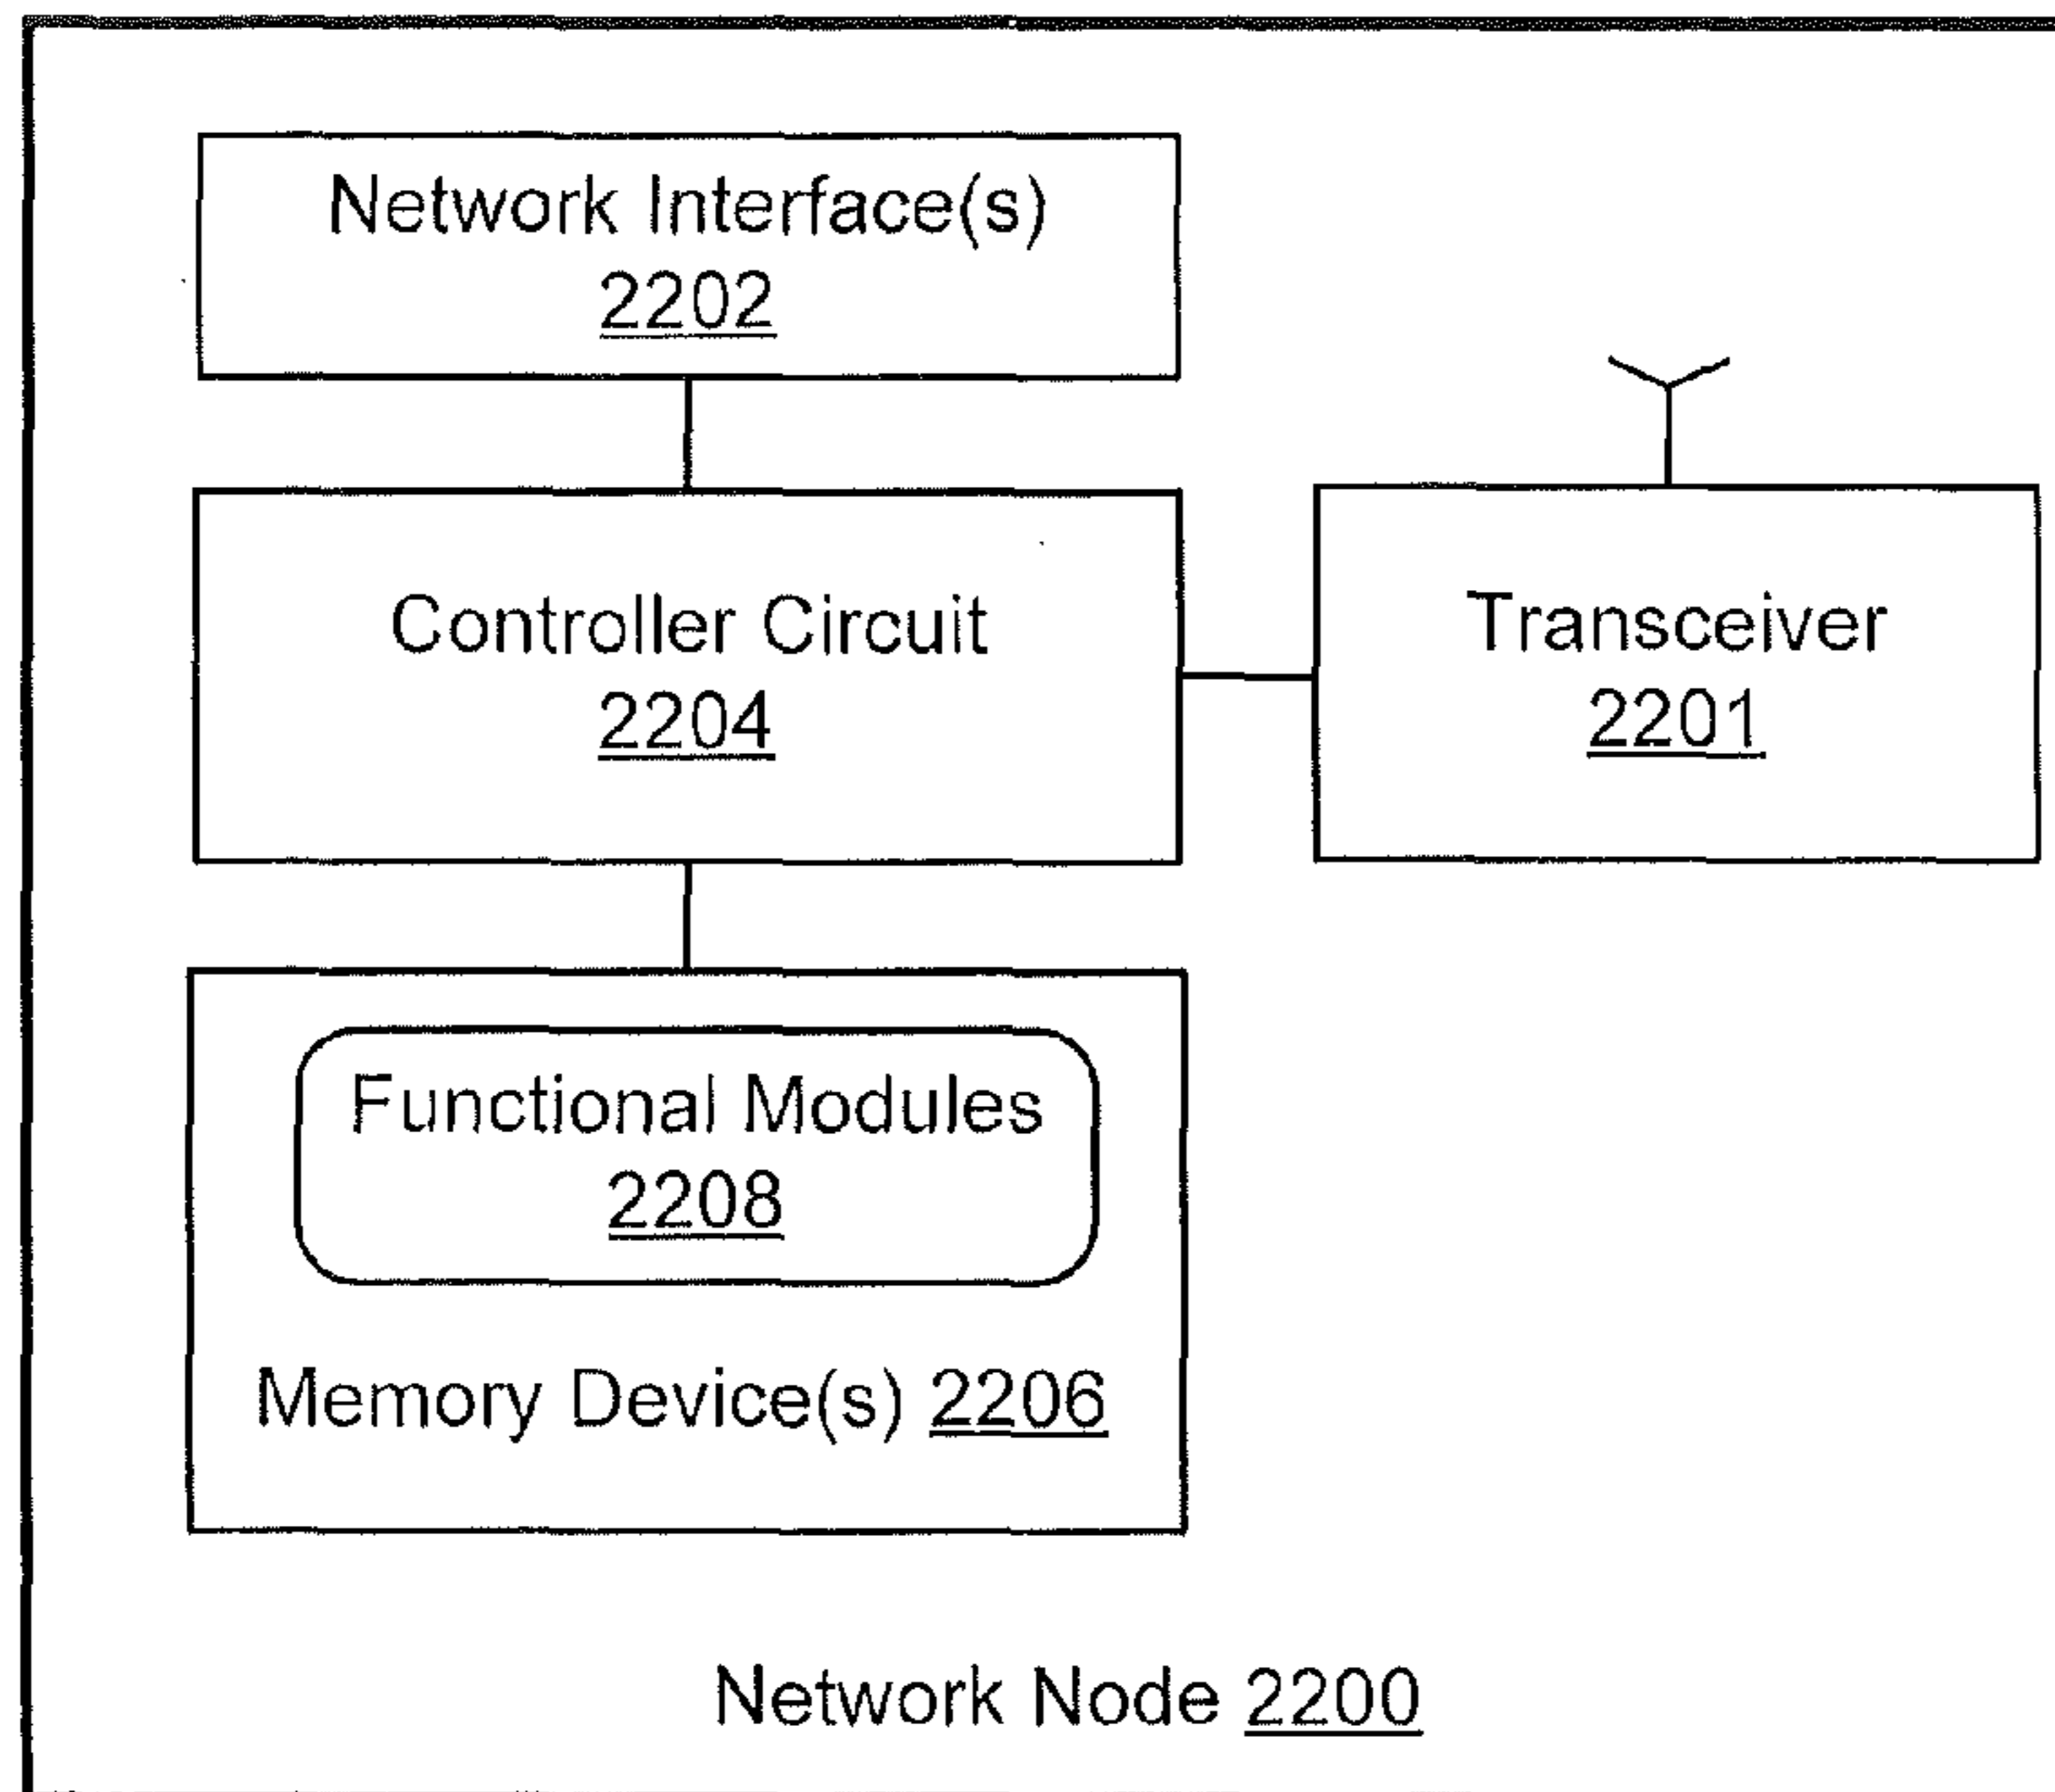 Network Interface(s)
2202
Controller Circuit
2204
Transceiver
2201
Functional Modules
2208
Memory Device(s) 2206
Network Node 2200